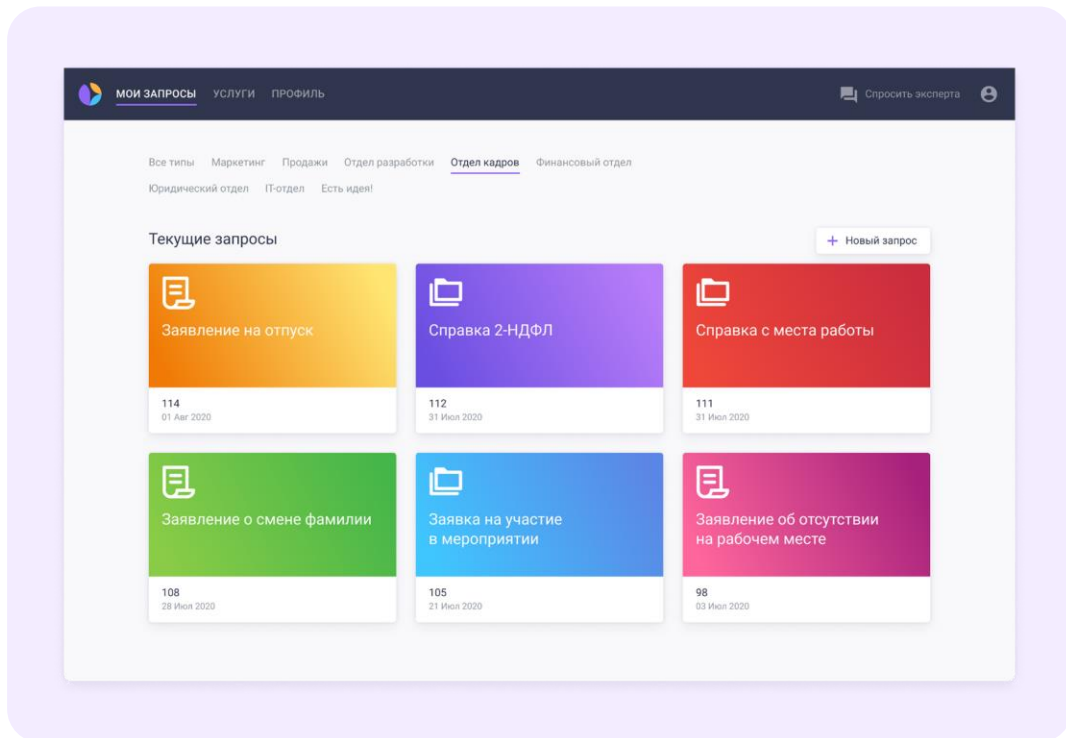 МОИ ЗАПРОСЫ УСЛУГИ ПРОФИЛЬ Спросить эксперта
Все типы Маркетинг Продажи Отдел разработки Отдел кадров Финансовый отдел
Юридический отдел IT-отдел Есть идея!
Текущие запросы + Новый запрос
Заявление на отпуск
114
01 Авг 2020
Справка 2-НДФЛ
112
31 Июл 2020
Справка с места работы
111
31 Июл 2020
Заявление о смене фамилии
108
28 Июл 2020
Заявка на участие
в мероприятии
105
21 Июл 2020
Заявление об отсутствии
на рабочем месте
98
03 Июл 2020